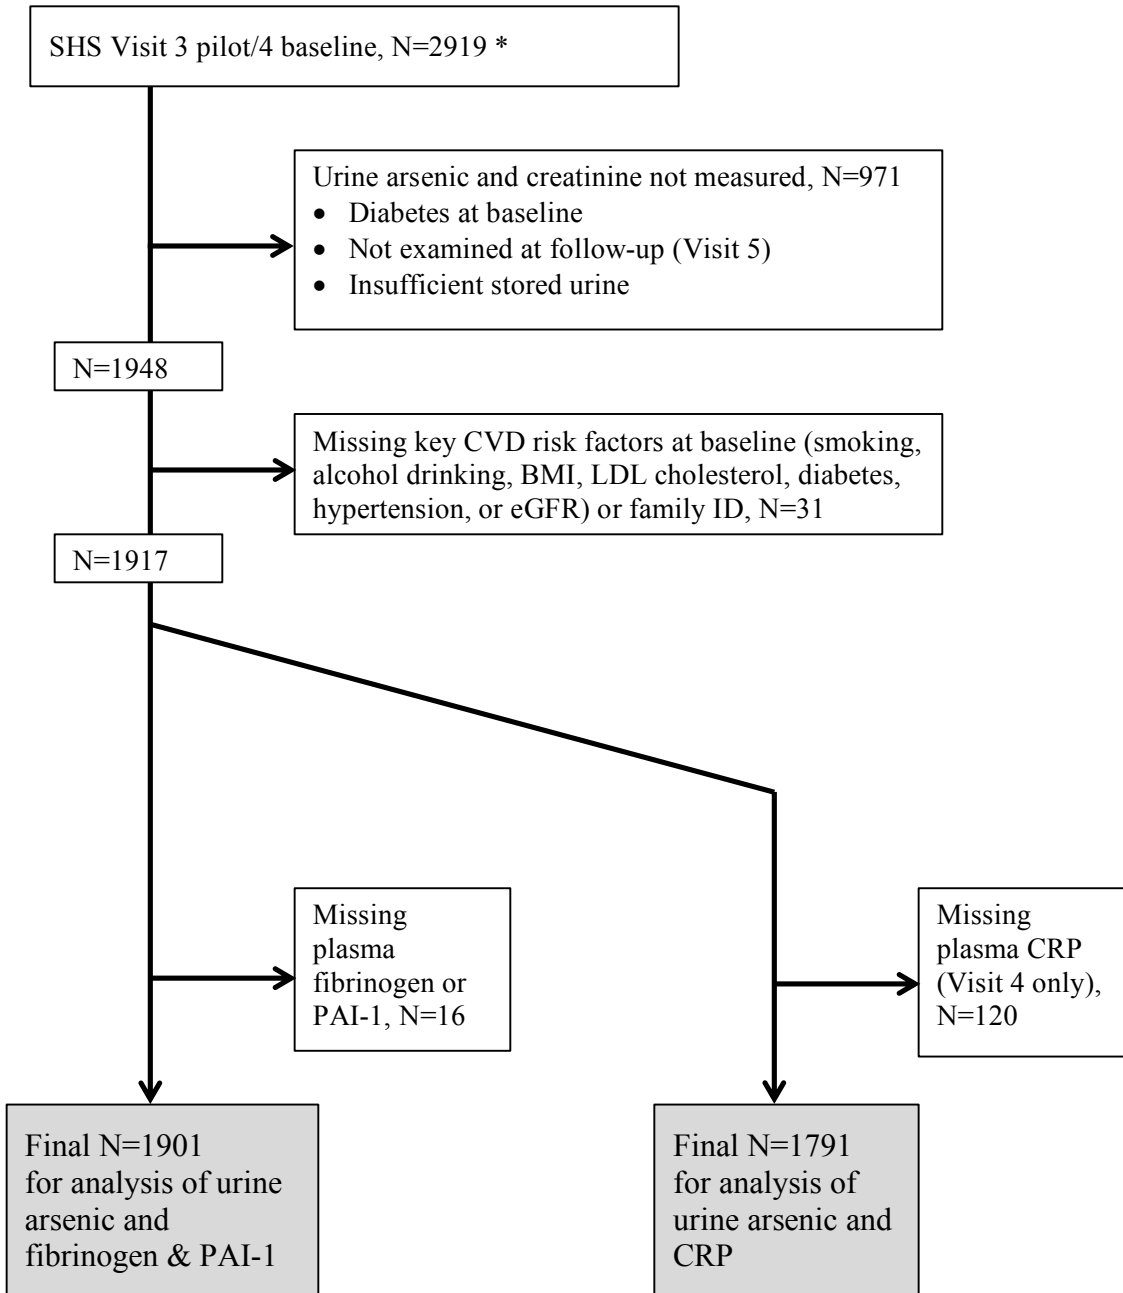 SHS Visit 3 pilot/4 baseline, N=2919 *
Urine arsenic and creatinine not measured, N=971
• Diabetes at baseline
• Not examined at follow-up (Visit 5)
• Insufficient stored urine
N=1948
Missing key CVD risk factors at baseline (smoking,
alcohol drinking, BMI, LDL cholesterol, diabetes,
hypertension, or eGFR) or family ID, N=31
N=1917
Missing
plasma
fibrinogen or
PAI-1, N=16
Missing
plasma CRP
(Visit 4 only),
N=120
Final N=1901
for analysis of urine
arsenic and
fibrinogen & PAI-1
Final N=1791
for analysis of
urine arsenic and
CRP